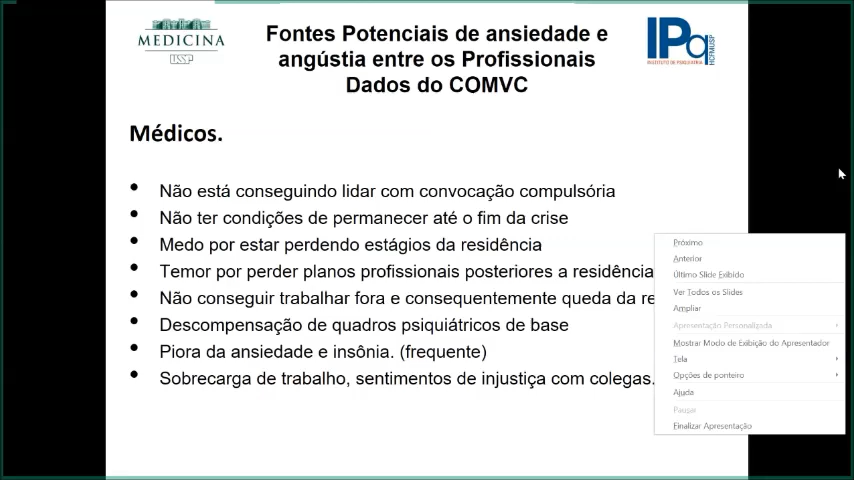 MEDICINA
USP
Fontes Potenciais de ansiedade e
angústia entre os Profissionais
Dados do COMVC
IPq
INSTITUTO DE PSIQUIATRIA
HCFMUSP
Médicos.
• Não está conseguindo lidar com convocação compulsória
• Não ter condições de permanecer até o fim da crise
• Medo por estar perdendo estágios da residência
• Temor por perder planos profissionais posteriores a residência
• Não conseguir trabalhar fora e consequentemente queda da re
• Descompensação de quadros psiquiátricos de base
• Piora da ansiedade e insônia. (frequente)
• Sobrecarga de trabalho, sentimentos de injustiça com colegas.
Próximo
Anterior
Último Slide Exibido
Ver Todos os Slides
Ampliar
Apresentação Personalizada
Mostrar Modo de Exibição do Apresentador
Tela
Opções de ponteiro
Ajuda
Pausar
Finalizar Apresentação